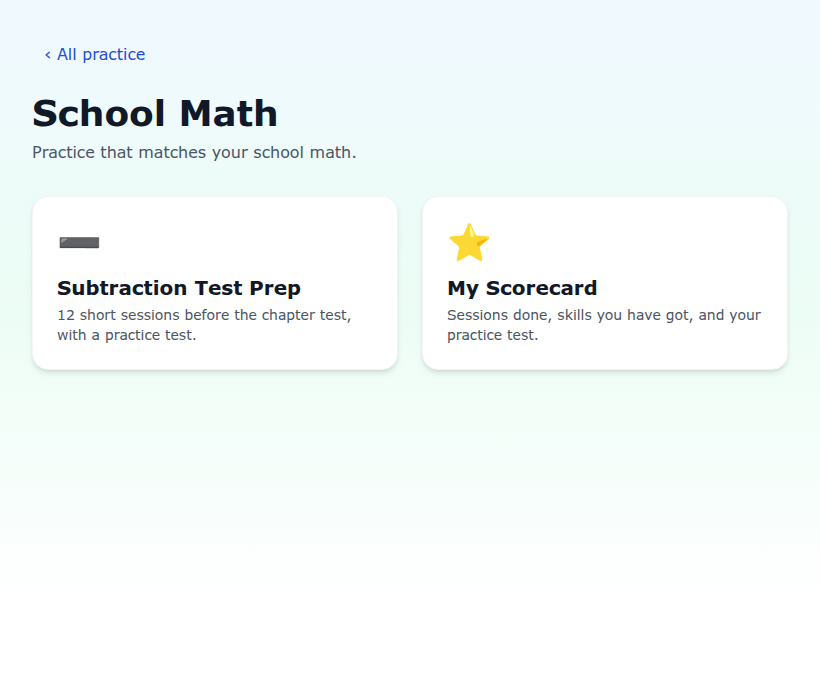 ‹ All practice
School Math
Practice that matches your school math.
Subtraction Test Prep
12 short sessions before the chapter test,
with a practice test.
My Scorecard
Sessions done, skills you have got, and your
practice test.